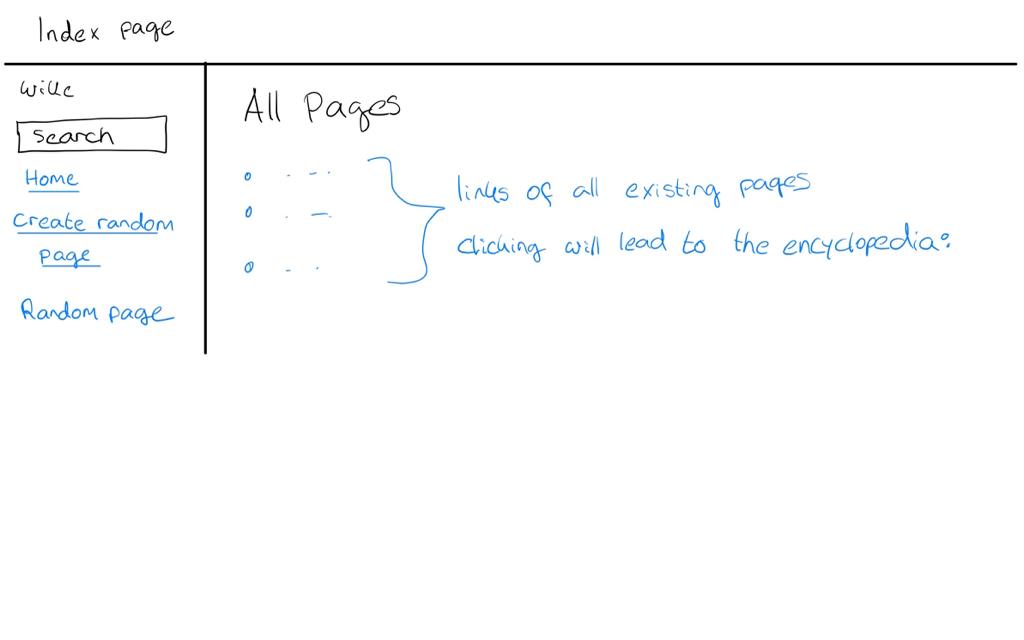 Index page
Search
All Pages
Home
Create random
page
Random page
links of all existing pages
Clicking will lead to the encyclopedia: